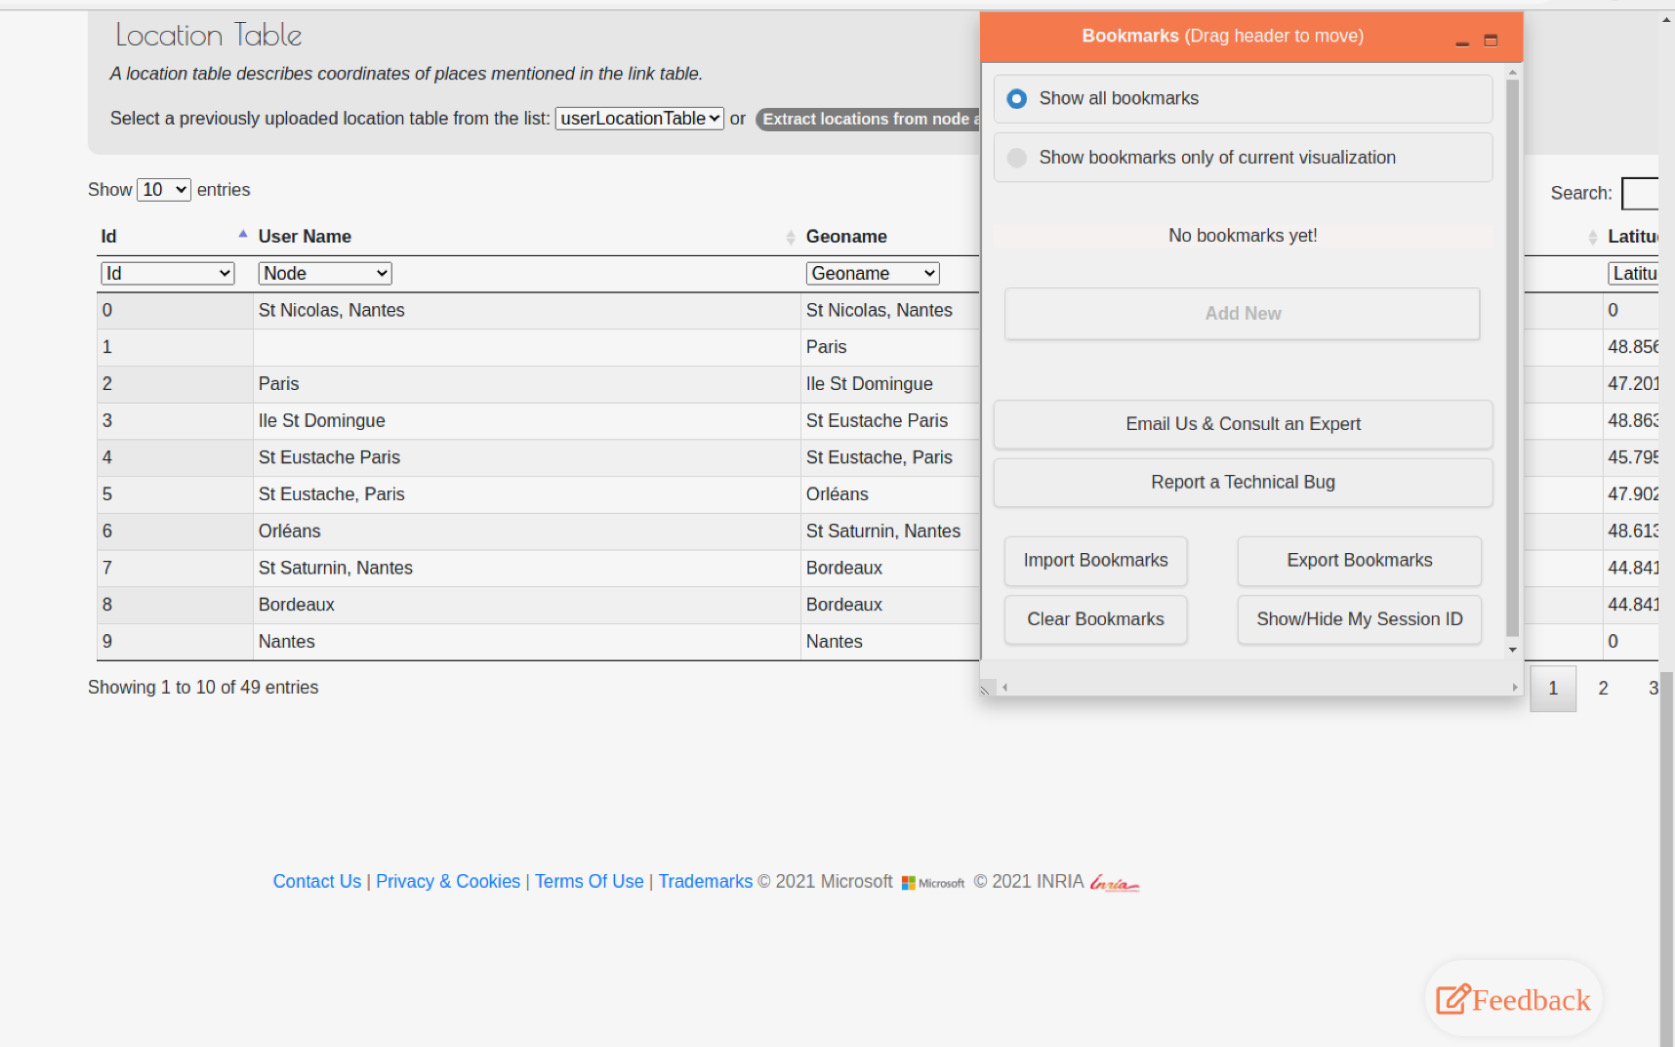 Location Table
A location table describes coordinates of places mentioned in the link table.
Select a previously uploaded location table from the list: userLocationTable or Extract locations from node
Show 10 entries
Search:
Id User Name Geoname
Id Node Geoname
0 St Nicolas, Nantes St Nicolas, Nantes 0
1 Paris 48.856
2 Paris Ile St Domingue 47.201
3 Ile St Domingue St Eustache Paris 48.863
4 St Eustache Paris St Eustache, Paris 45.795
5 St Eustache, Paris Orléans 47.902
6 Orléans St Saturnin, Nantes 48.613
7 St Saturnin, Nantes Bordeaux 44.841
8 Bordeaux Bordeaux 44.841
9 Nantes Nantes 0
Showing 1 to 10 of 49 entries
1 2 3
Bookmarks (Drag header to move)
Show all bookmarks
Show bookmarks only of current visualization
No bookmarks yet!
Add New
Email Us & Consult an Expert
Report a Technical Bug
Import Bookmarks Export Bookmarks
Clear Bookmarks Show/Hide My Session ID
Contact Us | Privacy & Cookies | Terms Of Use | Trademarks © 2021 Microsoft Microsoft © 2021 INRIA Inria
Feedback